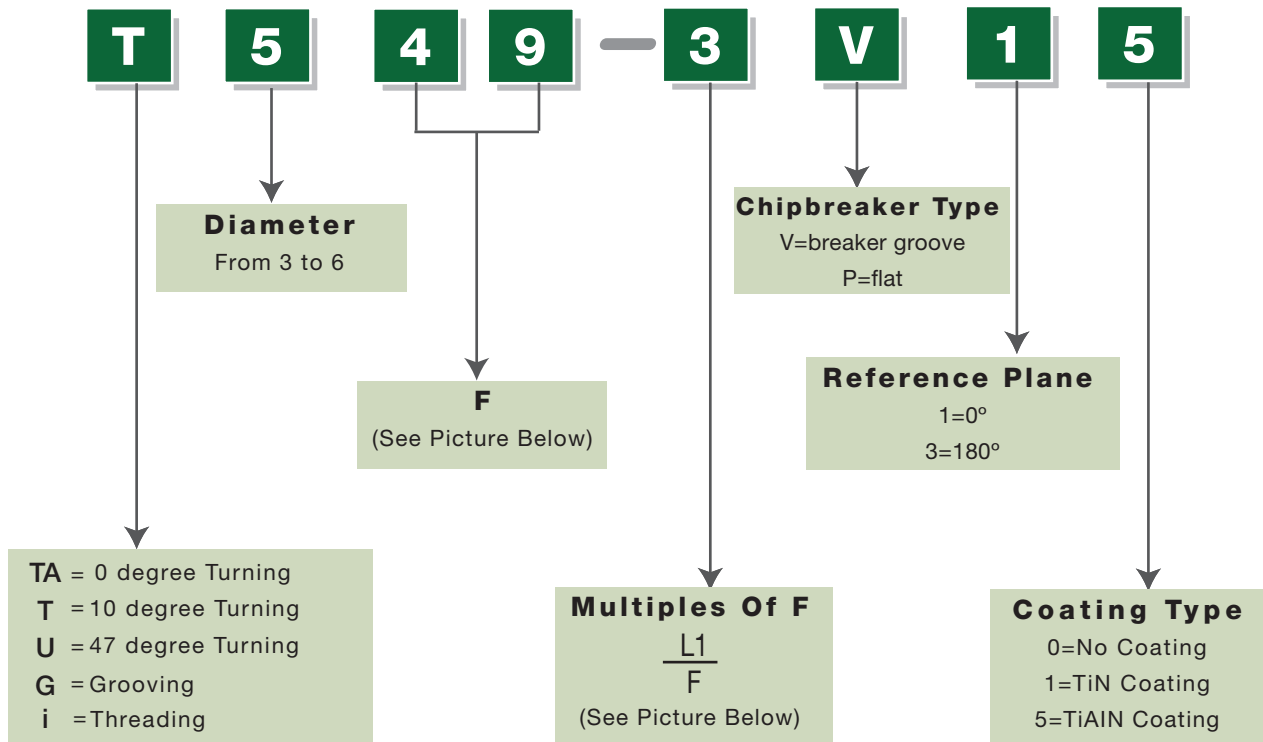 T 5 4 9 — 3 V 1 5
Diameter
From 3 to 6
Chipbreaker Type
V=breaker groove
P=flat
F
(See Picture Below)
Reference Plane
1=0º
3=180º
TA = 0 degree Turning
T =10 degree Turning
U =47 degree Turning
G =Grooving
i =Threading
Multiples Of F
L1
F
(See Picture Below)
Coating Type
0=No Coating
1=TiN Coating
5=TiAIN Coating